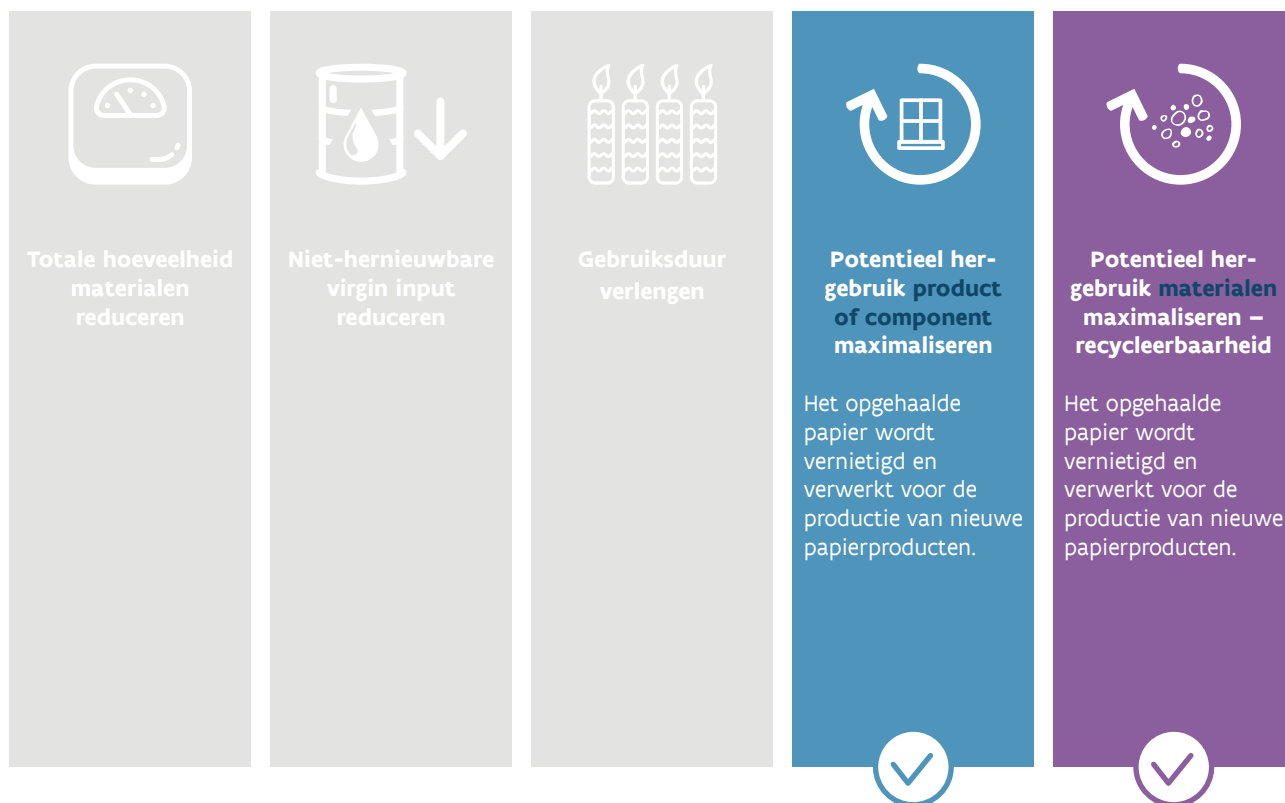 Totale hoeveelheid
materialen
reduceren
Niet-hernieuwbare
virgin input
reduceren
Gebruiksduur
verlengen
Potentieel her-
gebruik product
of component
maximaliseren
Het opgehaalde
papier wordt
vernietigd en
verwerkt voor de
productie van nieuwe
papierproducten.
Potentieel her-
gebruik materialen
maximaliseren –
recycleerbaarheid
Het opgehaalde
papier wordt
vernietigd en
verwerkt voor de
productie van nieuwe
papierproducten.